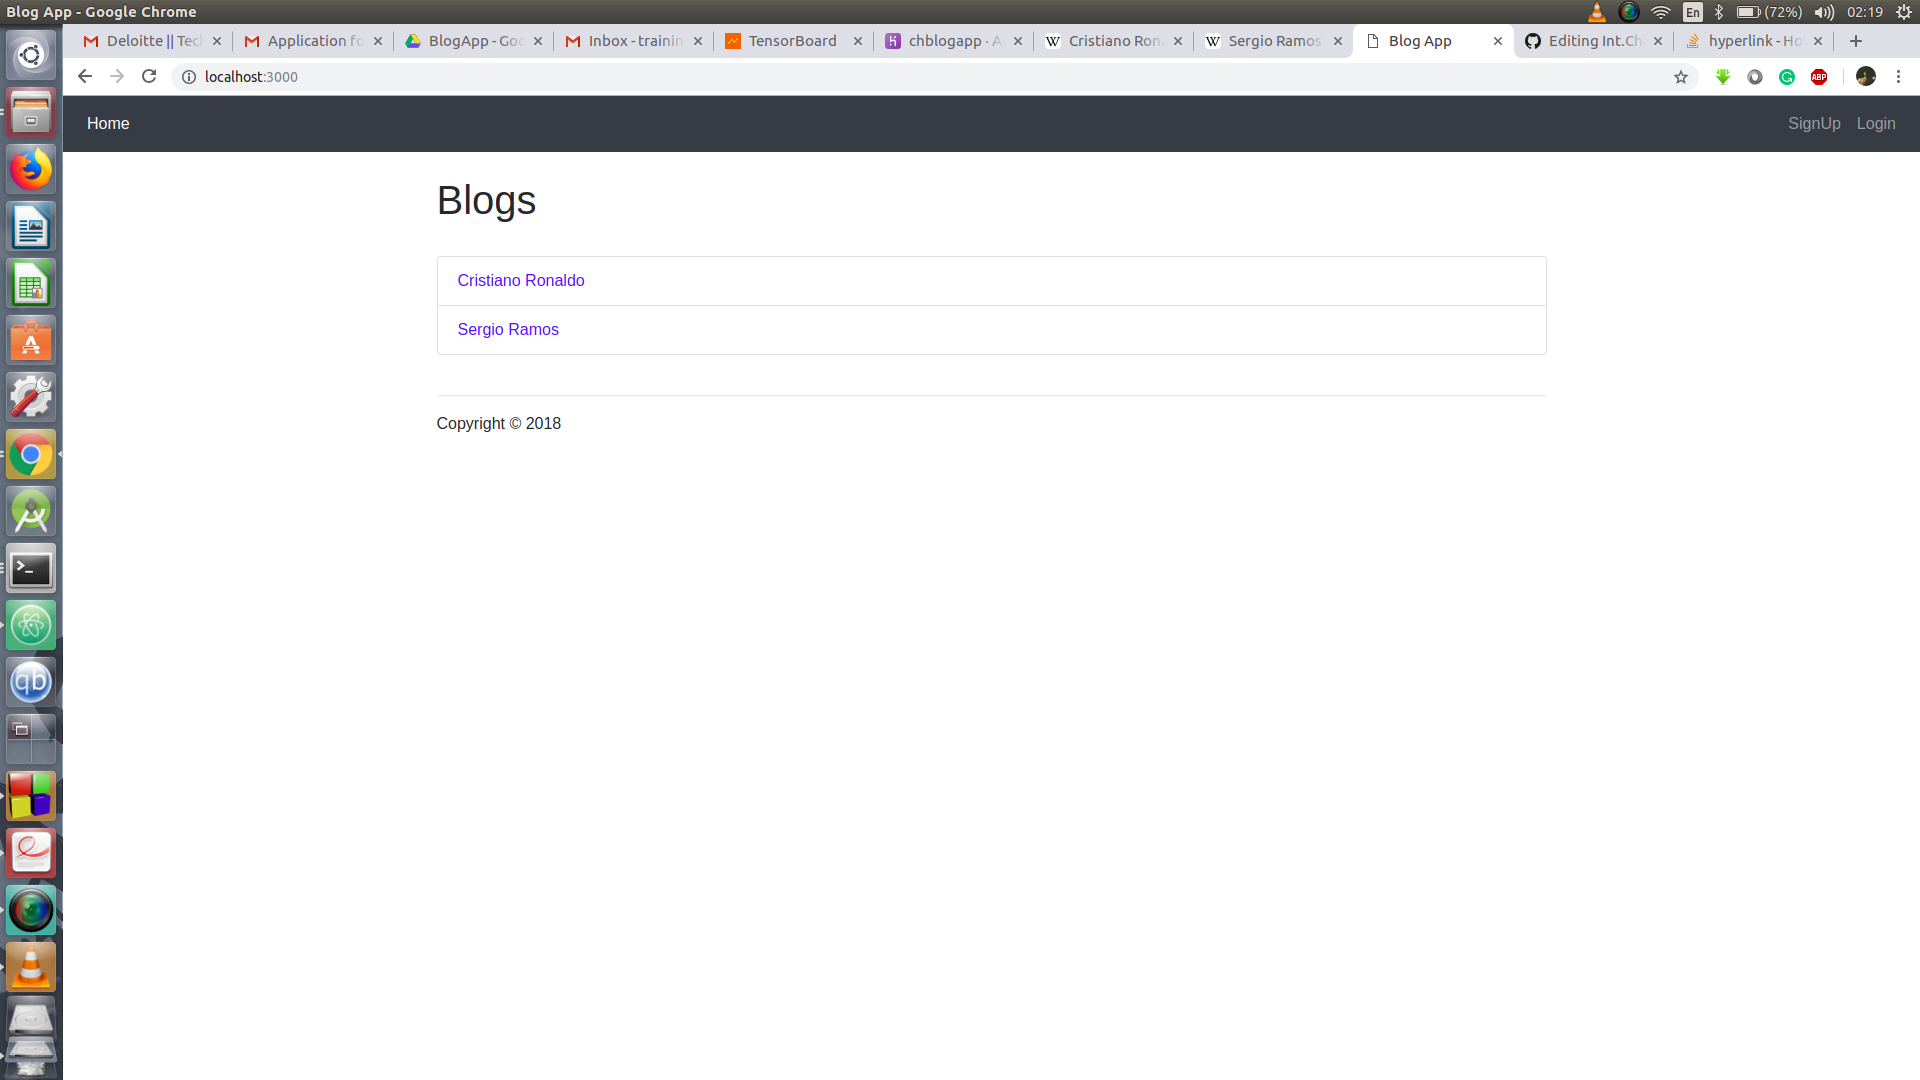 Blog App - Google Chrome
En
(72%)
02:19
Deloitte || Tec
Application fo
BlogApp - Goo
Inbox - trainin
TensorBoard
chblogapp · A
Cristiano Ron
Sergio Ramos
Blog App
Editing Int.Ch
hyperlink - Ho
localhost:3000
ABP
Home
SignUp
Login
Blogs
Cristiano Ronaldo
Sergio Ramos
Copyright © 2018
qb